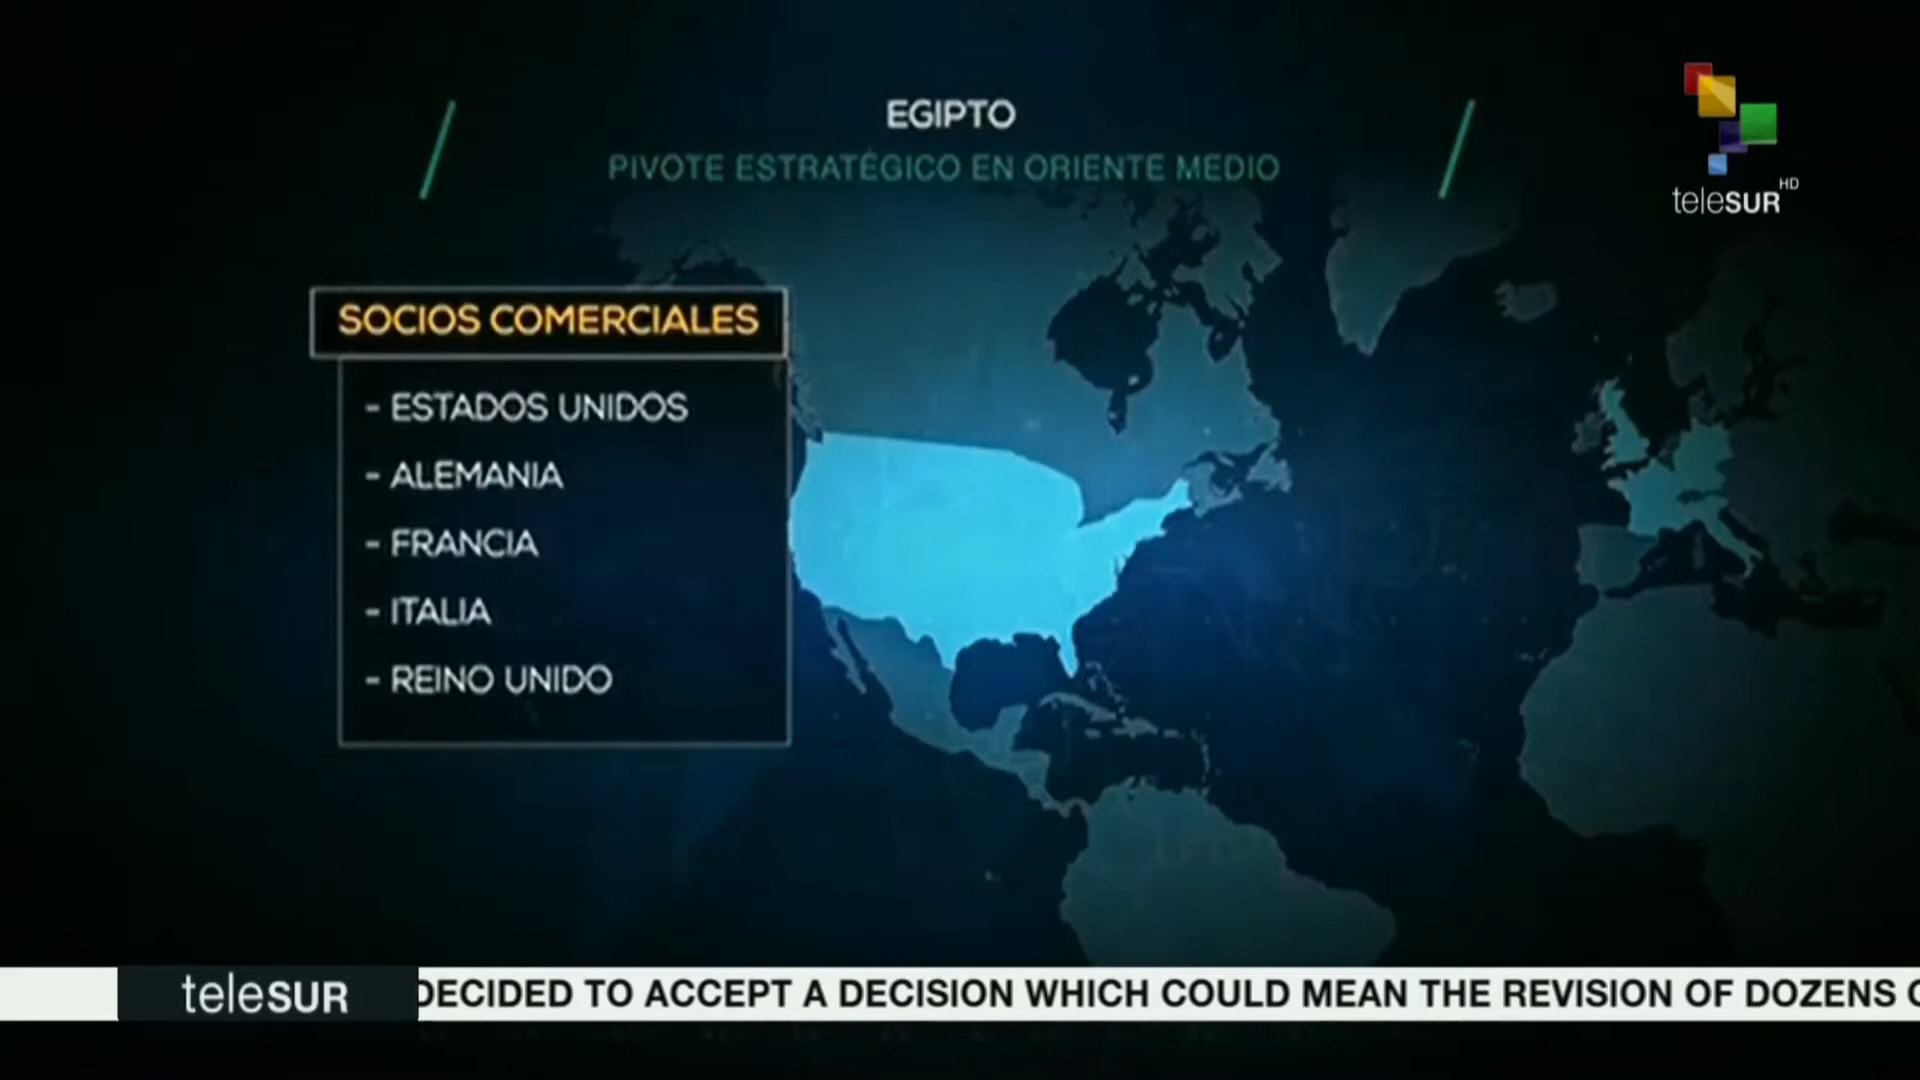 EGIPTO
PIVOTE ESTRATÉGICO EN ORIENTE MEDIO
teleSUR HD
SOCIOS COMERCIALES
- ESTADOS UNIDOS
- ALEMANIA
- FRANCIA
- ITALIA
- REINO UNIDO
teleSUR
DECIDED TO ACCEPT A DECISION WHICH COULD MEAN THE REVISION OF DOZENS